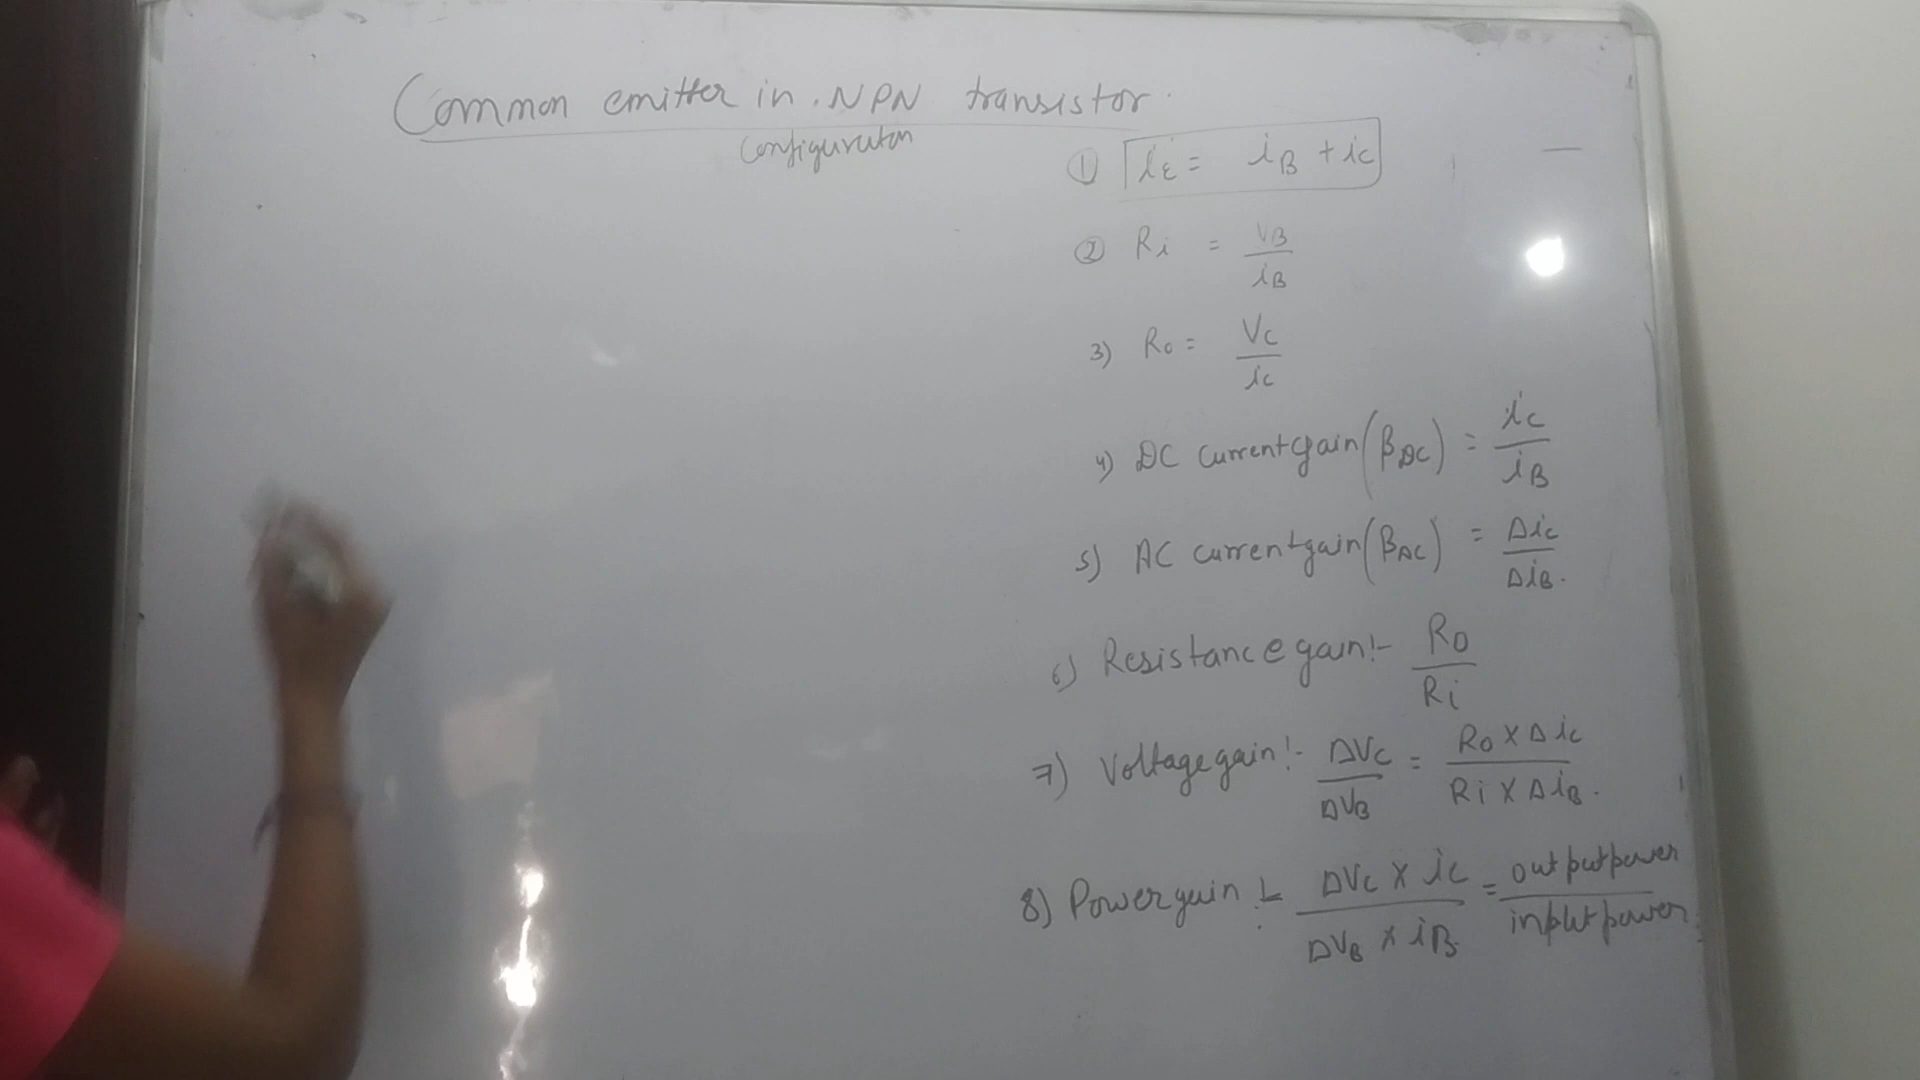 Common emitter in NPN transistor
configuration
① iE = iB + ic
② Ri = VB / iB
3) Ro = Vc / ic
4) DC current gain (βDC) = ic / iB
5) AC current gain (βAC) = Δic / ΔiB.
6) Resistance gain :- Ro / Ri
7) Voltage gain :- ΔVc / ΔVB = Ro X Δic / Ri X ΔiB.
8) Power gain :- ΔVc X ic / ΔVB X iB = output power / input power